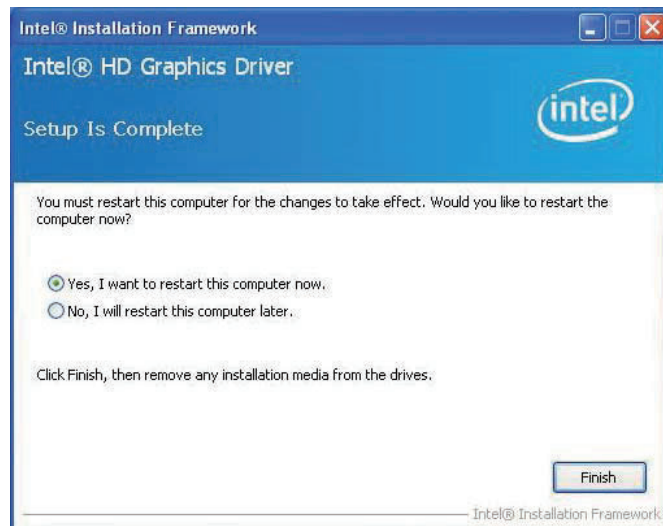 Intel® Installation Framework
Intel® HD Graphics Driver
Setup Is Complete
intel
You must restart this computer for the changes to take effect. Would you like to restart the
computer now?
Yes, I want to restart this computer now.
No, I will restart this computer later.
Click Finish, then remove any installation media from the drives.
Finish
Intel® Installation Framework